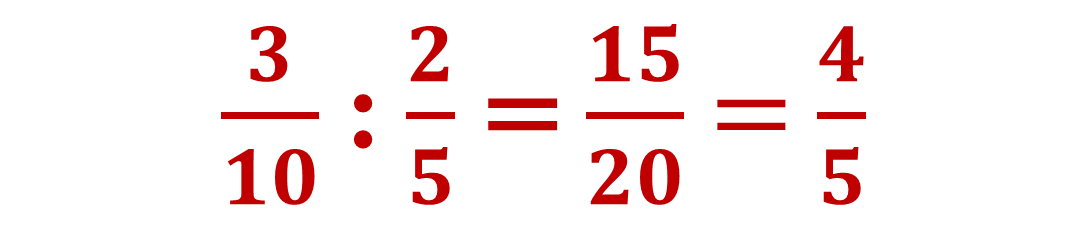 3/10 : 2/5 = 15/20 = 4/5